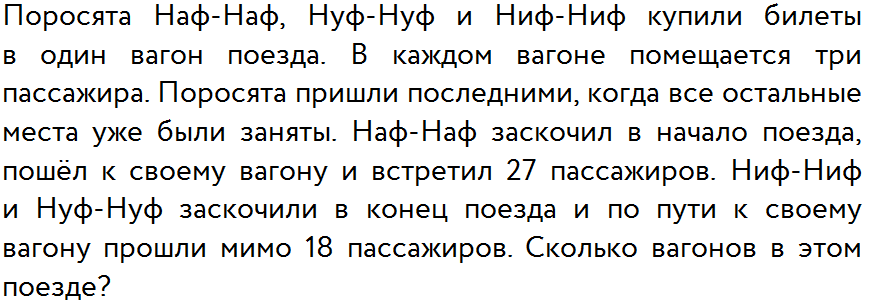 Поросята Наф-Наф, Нуф-Нуф и Ниф-Ниф купили билеты
в один вагон поезда. В каждом вагоне помещается три
пассажира. Поросята пришли последними, когда все остальные
места уже были заняты. Наф-Наф заскочил в начало поезда,
пошёл к своему вагону и встретил 27 пассажиров. Ниф-Ниф
и Нуф-Нуф заскочили в конец поезда и по пути к своему
вагону прошли мимо 18 пассажиров. Сколько вагонов в этом
поезде?